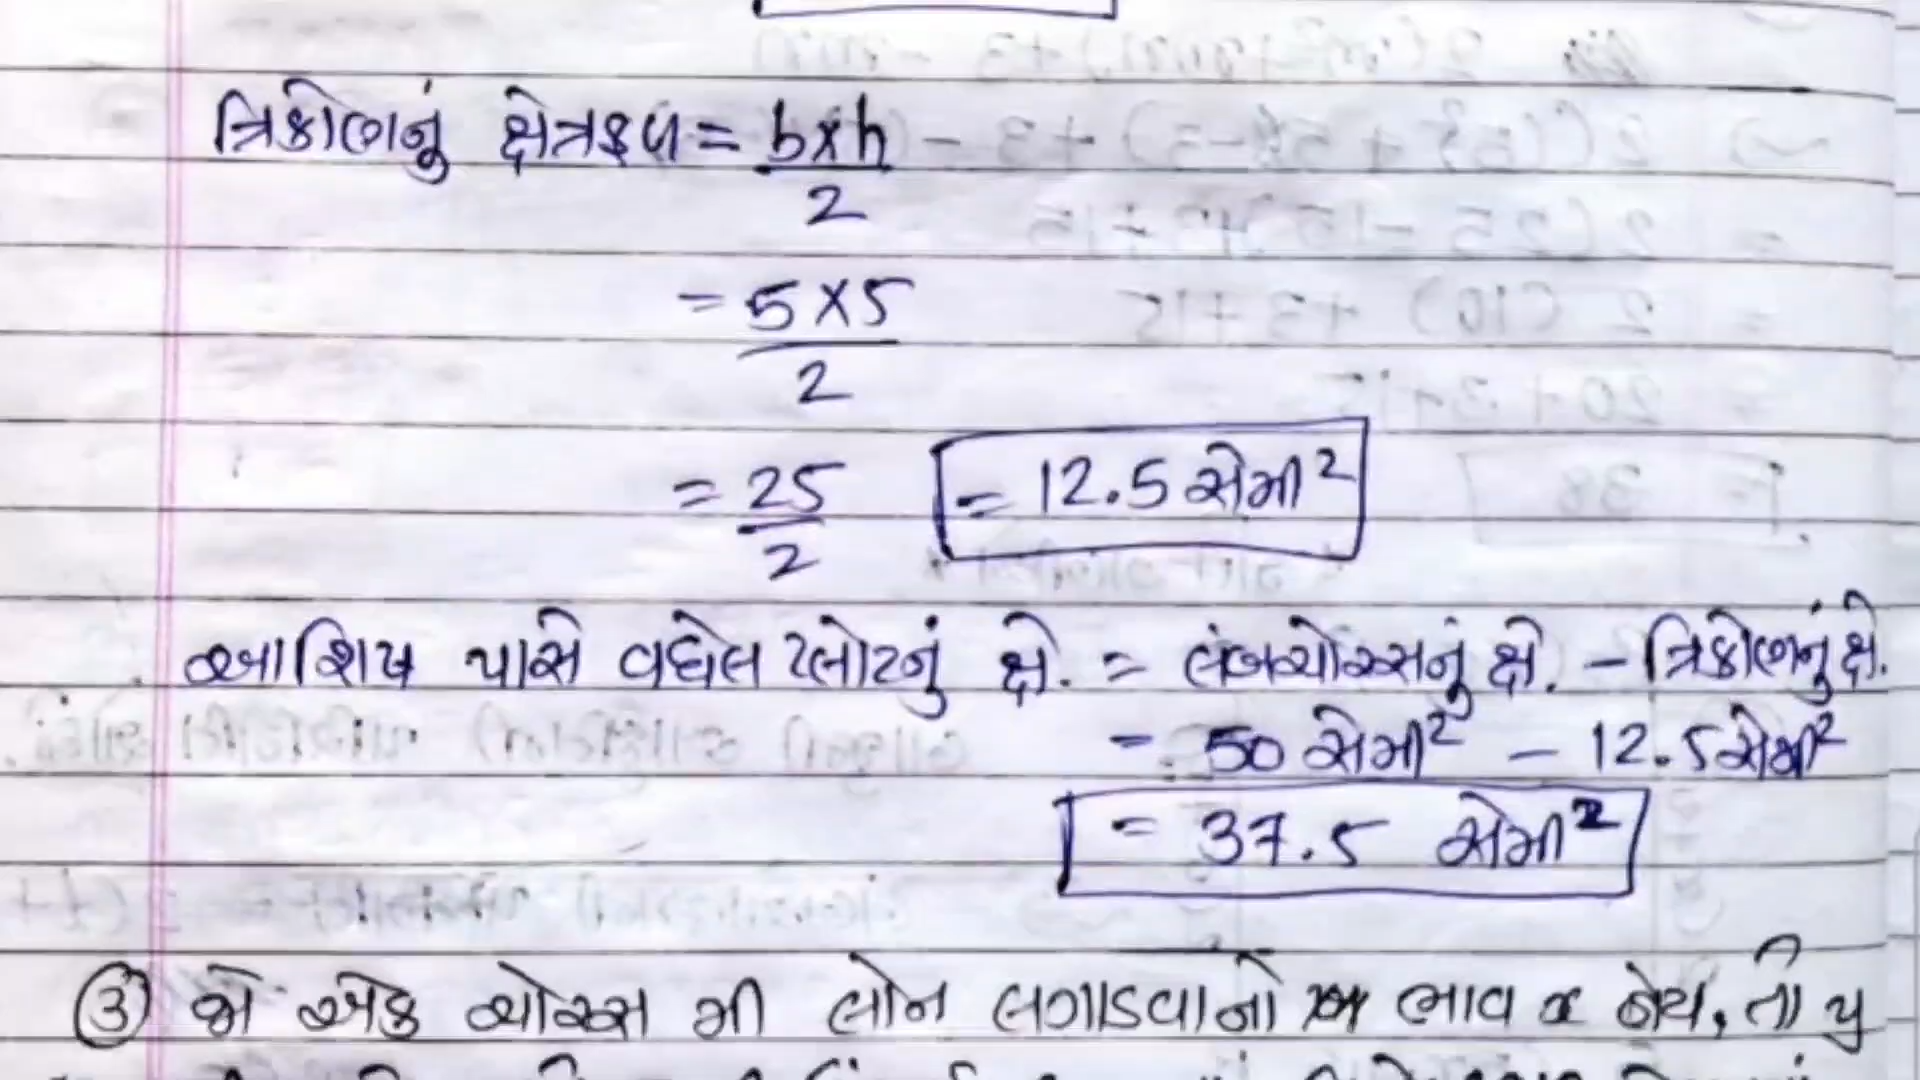 ત્રિકોણનું ક્ષેત્રફળ = b×h
2
= 5×5
2
= 25 = 12.5 સેમી²
2
આશિષ પાસે વધેલ પ્લોટનું ક્ષે. = લંબચોરસનું ક્ષે. - ત્રિકોણનું ક્ષે.
= 50 સેમી² - 12.5 સેમી²
= 37.5 સેમી²
③ જો એક ચોરસ મી લોન લગાડવાનો ભાવ x હોય, તો y